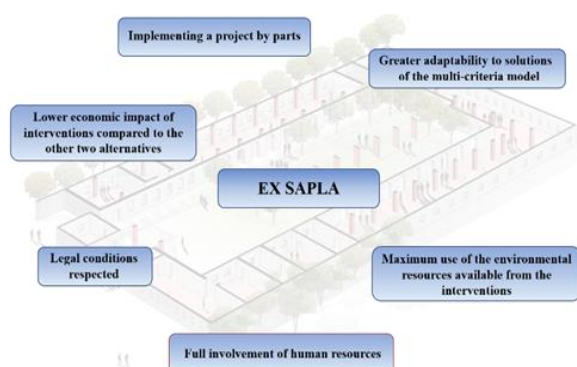 Implementing a project by parts
Greater adaptability to solutions
of the multi-criteria model
Lower economic impact of
interventions compared to the
other two alternatives
EX SAPLA
Legal conditions
respected
Maximum use of the environmental
resources available from the
interventions
Full involvement of human resources